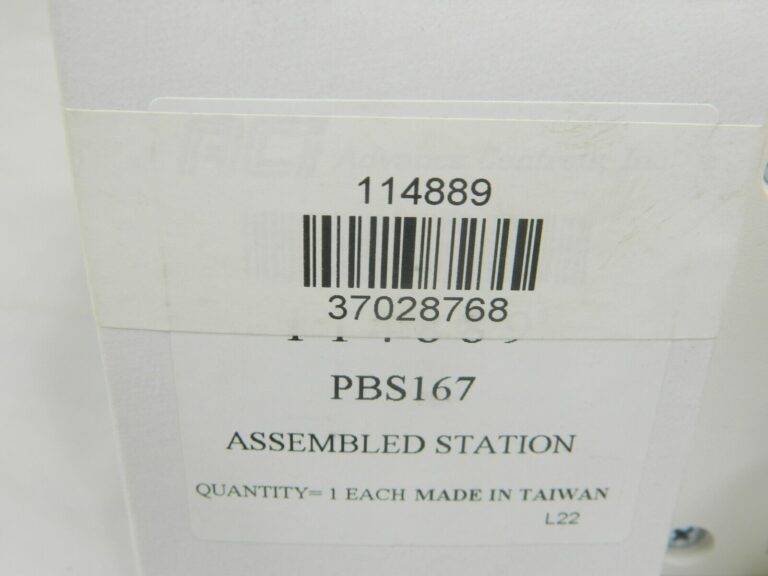 114889
37028768
PBS167
ASSEMBLED STATION
QUANTITY= 1 EACH MADE IN TAIWAN
L22